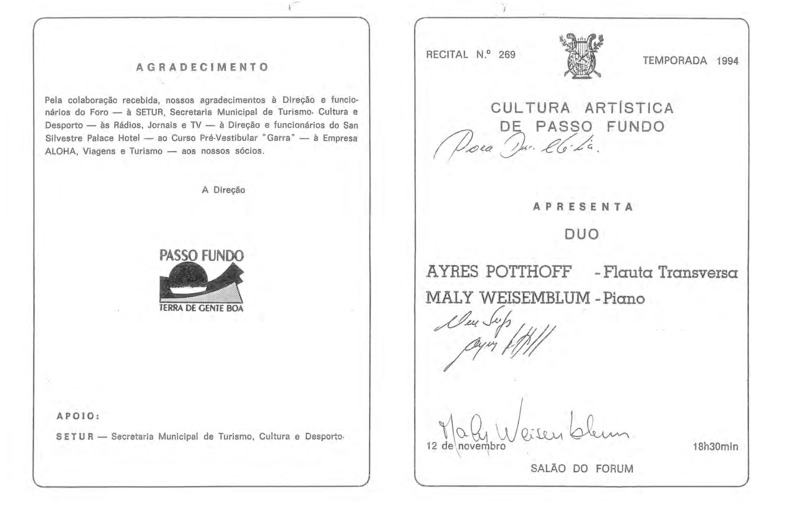 AGRADECIMENTO
Pela colaboração recebida, nossos agradecimentos à Direção e funcio-
nários do Foro — à SETUR, Secretaria Municipal de Turismo. Cultura e
Desporto — às Rádios, Jornais e TV — à Direção e funcionários do San
Silvestre Palace Hotel — ao Curso Pré-Vestibular "Garra" — à Empresa
ALOHA, Viagens e Turismo — aos nossos sócios.
A Direção
PASSO FUNDO
TERRA DE GENTE BOA
APOIO:
SETUR — Secretaria Municipal de Turismo, Cultura e Desporto.
RECITAL N.º 269
TEMPORADA 1994
CULTURA ARTÍSTICA
DE PASSO FUNDO
Para
APRESENTA
DUO
AYRES POTTHOFF - Flauta Transversa
MALY WEISEMBLUM - Piano
Maly Weisenblum
12 de novembro
18h30min
SALÃO DO FORUM